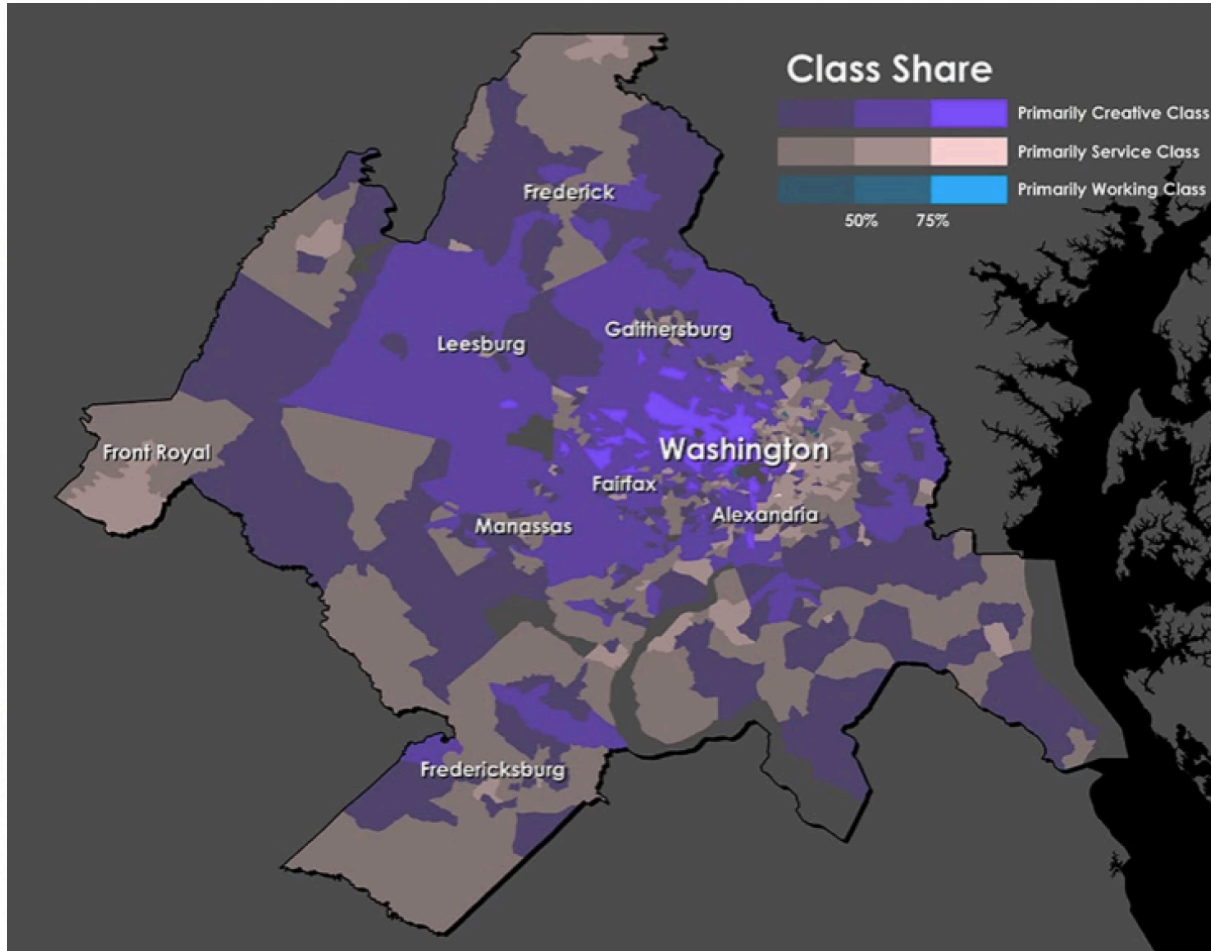 Class Share
Primarily Creative Class
Primarily Service Class
Primarily Working Class
50% 75%
Frederick
Gaithersburg
Leesburg
Washington
Front Royal
Fairfax
Alexandria
Manassas
Fredericksburg